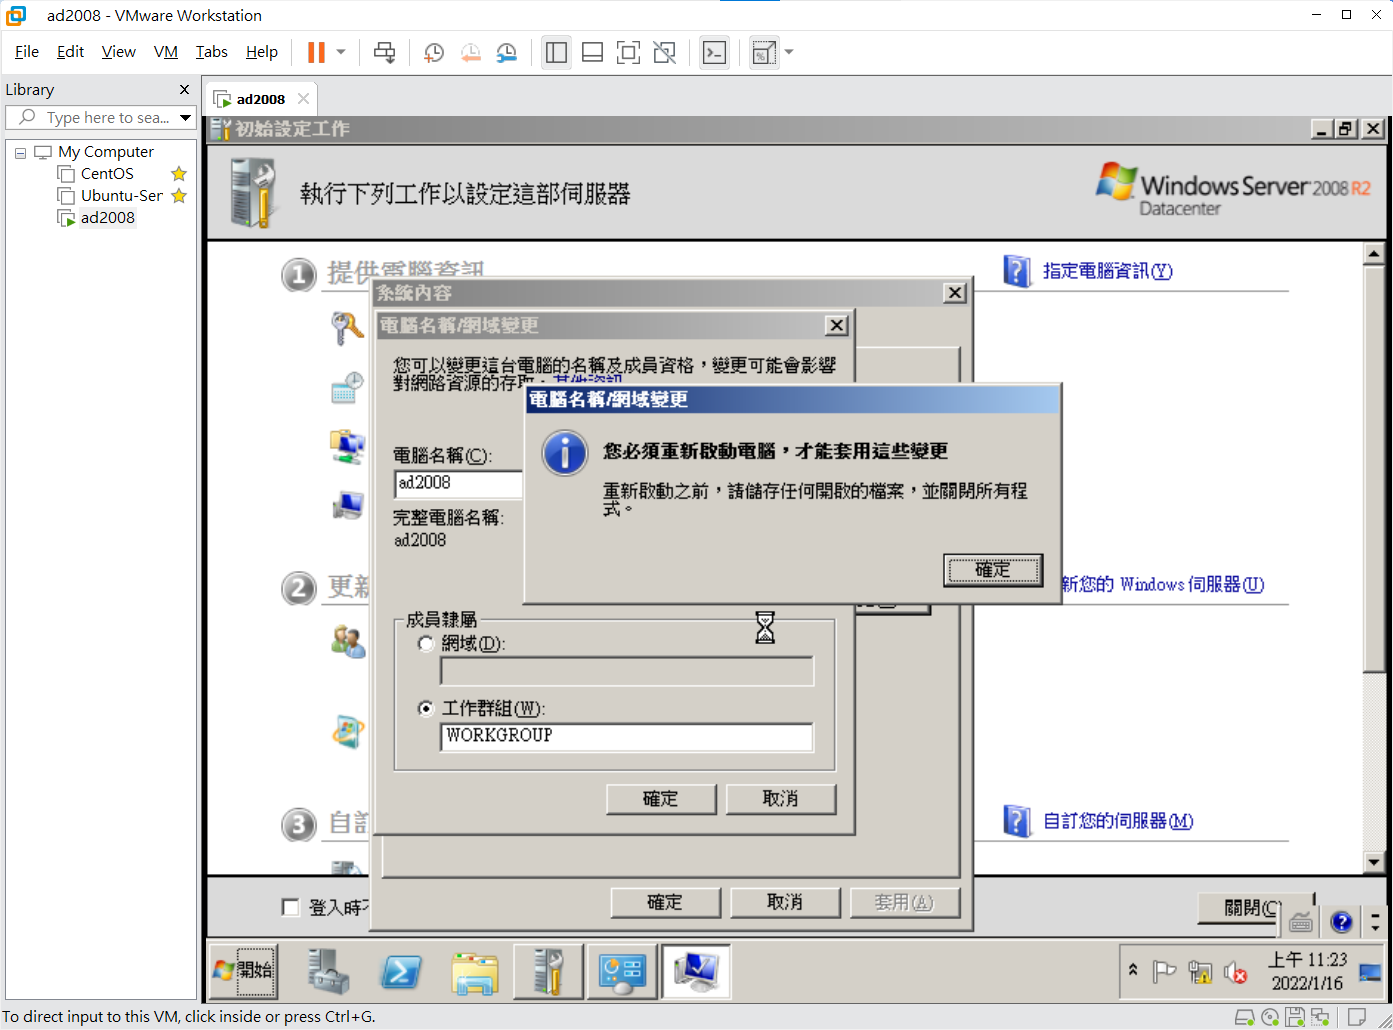 ad2008 - VMware Workstation
File Edit View VM Tabs Help
Library
ad2008
Type here to sea...
My Computer
CentOS
Ubuntu-Ser
ad2008
初始設定工作
執行下列工作以設定這部伺服器
Windows Server 2008 R2
Datacenter
1 提供電腦資訊
指定電腦資訊(Y)
系統內容
電腦名稱/網域變更
您可以變更這台電腦的名稱及成員資格，變更可能會影響
對網路資源的存取。其他資訊
電腦名稱/網域變更
您必須重新啟動電腦，才能套用這些變更
重新啟動之前，請儲存任何開啟的檔案，並關閉所有程
式。
確定
電腦名稱(C):
ad2008
完整電腦名稱:
ad2008
2 更新
新您的 Windows 伺服器(U)
成員隸屬
網域(D):
工作群組(W):
WORKGROUP
確定 取消
3 自訂
自訂您的伺服器(M)
確定 取消 套用(A)
登入時不
關閉(C)
開始
上午 11:23
2022/1/16
To direct input to this VM, click inside or press Ctrl+G.